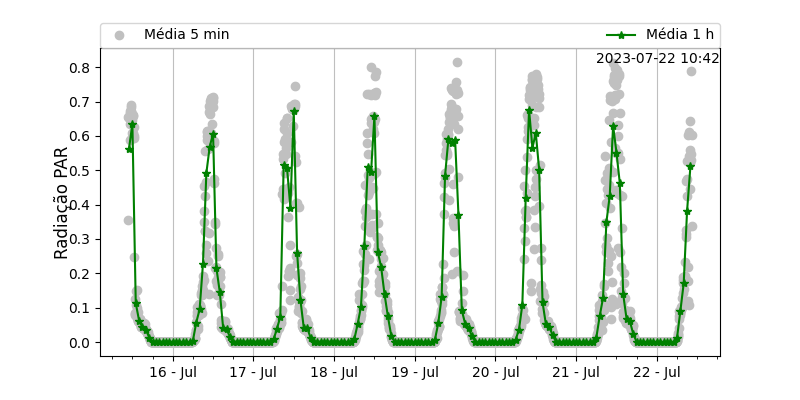 Média 5 min
Média 1 h
2023-07-22 10:42
Radiação PAR
0.8
0.7
0.6
0.5
0.4
0.3
0.2
0.1
0.0
16 - Jul
17 - Jul
18 - Jul
19 - Jul
20 - Jul
21 - Jul
22 - Jul